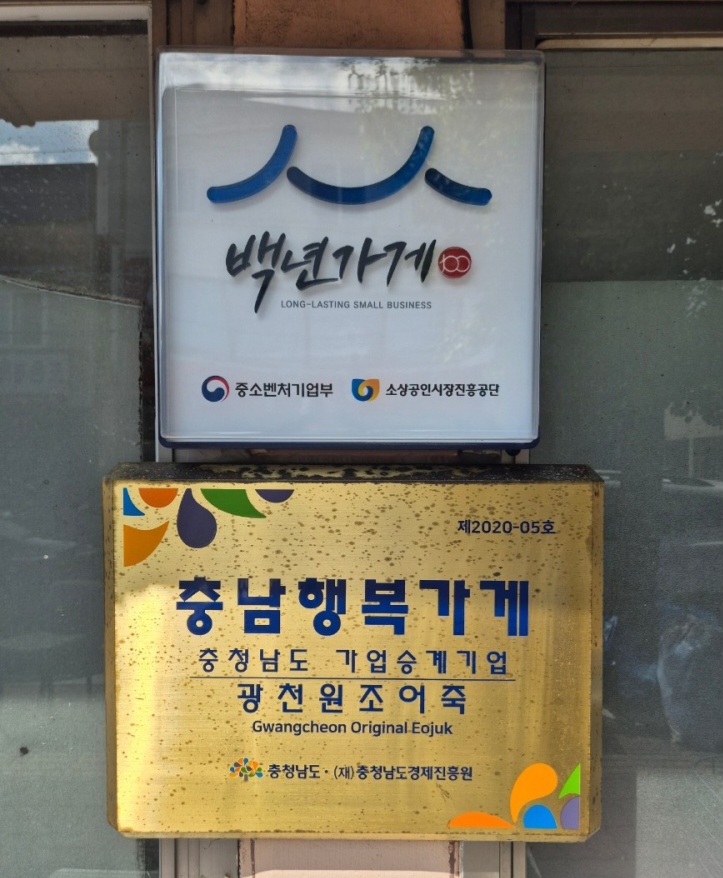 백년가게 100
LONG-LASTING SMALL BUSINESS
중소벤처기업부 소상공인시장진흥공단
제2020-05호
충남행복가게
충청남도 가업승계기업
광천원조어죽
Gwangcheon Original Eojuk
충청남도 · (재)충청남도경제진흥원